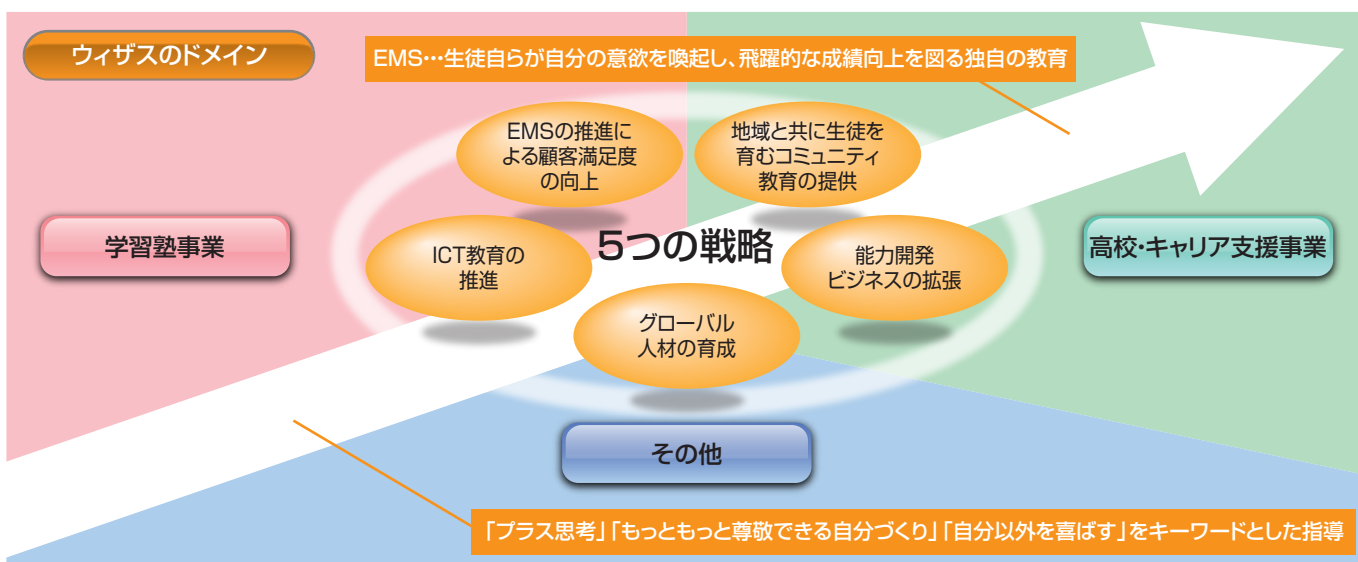 ウィザスのドメイン
EMS…生徒自らが自分の意欲を喚起し、飛躍的な成績向上を図る独自の教育
EMSの推進に
よる顧客満足度
の向上
地域と共に生徒を
育むコミュニティ
教育の提供
学習塾事業
ICT教育の
推進
5つの戦略
能力開発
ビジネスの拡張
高校・キャリア支援事業
グローバル
人材の育成
その他
「プラス思考」「もっともっと尊敬できる自分づくり」「自分以外を喜ばす」をキーワードとした指導